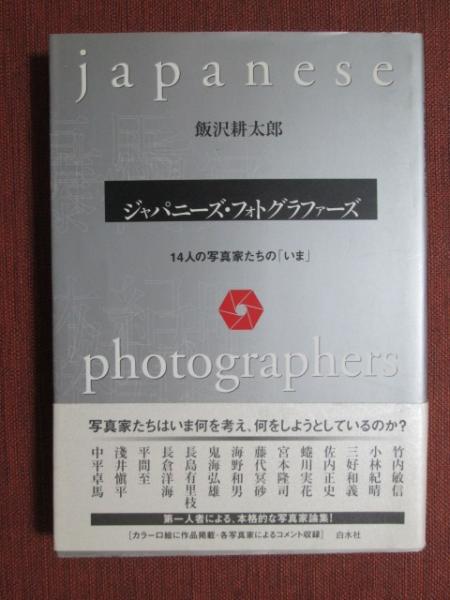 japanese
飯沢耕太郎
ジャパニーズ・フォトグラファーズ
14人の写真家たちの「いま」
photographers
写真家たちはいま何を考え、何をしようとしているのか?
竹内敏信
小林紀晴
三好和義
佐内正史
蜷川実花
宮本隆司
藤代冥砂
海野和男
鬼海弘雄
長島有里枝
長倉洋海
平間至
淺井愼平
中平卓馬
第一人者による、本格的な写真家論集!
[カラー口絵に作品掲載・各写真家によるコメント収録]
白水社